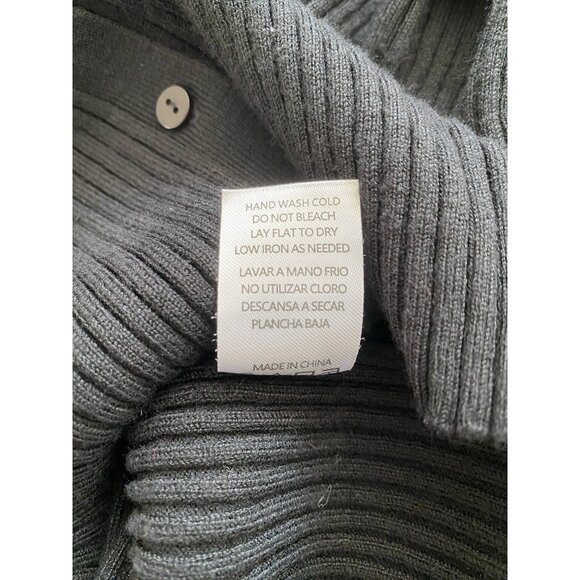 HAND WASH COLD
DO NOT BLEACH
LAY FLAT TO DRY
LOW IRON AS NEEDED
LAVAR A MANO FRIO
NO UTILIZAR CLORO
DESCANSA A SECAR
PLANCHA BAJA
MADE IN CHINA